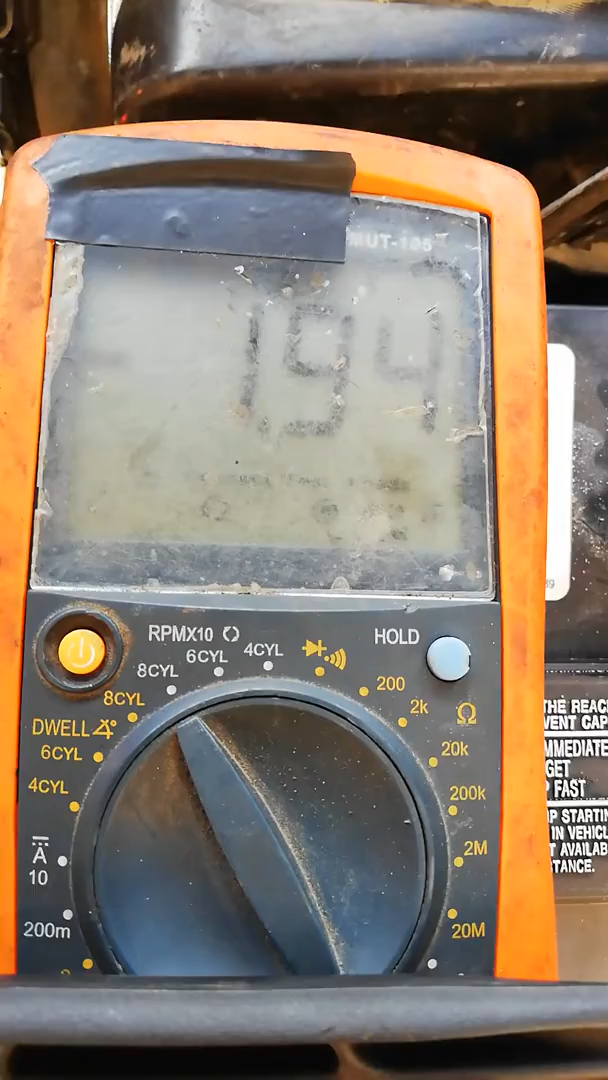 MUT-105
- 1.94
RPMX10
HOLD
8CYL
6CYL
4CYL
200
2k
Ω
20k
200k
2M
20M
8CYL
DWELL
6CYL
4CYL
A
10
200m
THE REAC
VENT CAP
MMEDIATE
GET
FAST
P STARTIN
IN VEHICL
T AVAILAB
TANCE.